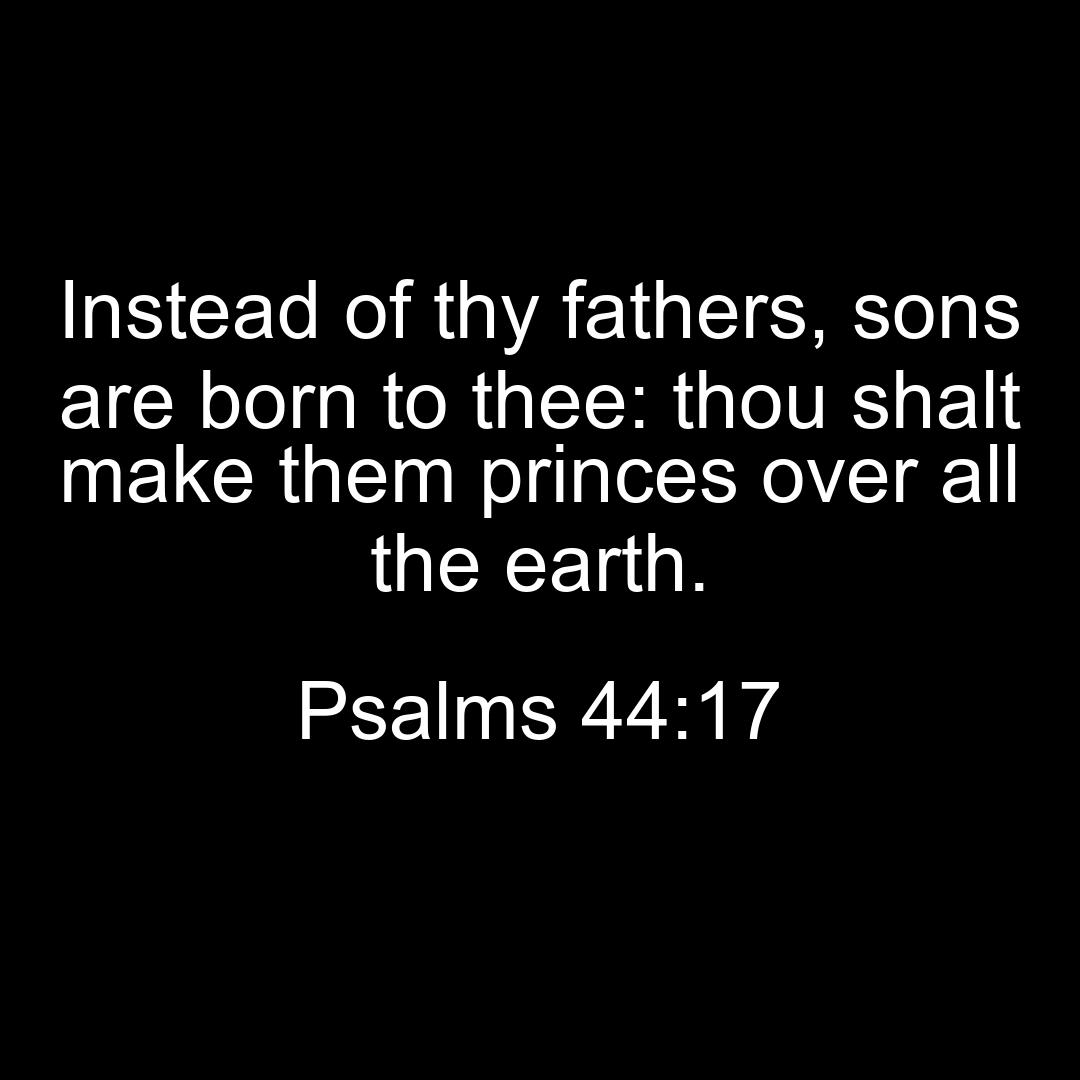 Instead of thy fathers, sons
are born to thee: thou shalt
make them princes over all
the earth.
Psalms 44:17